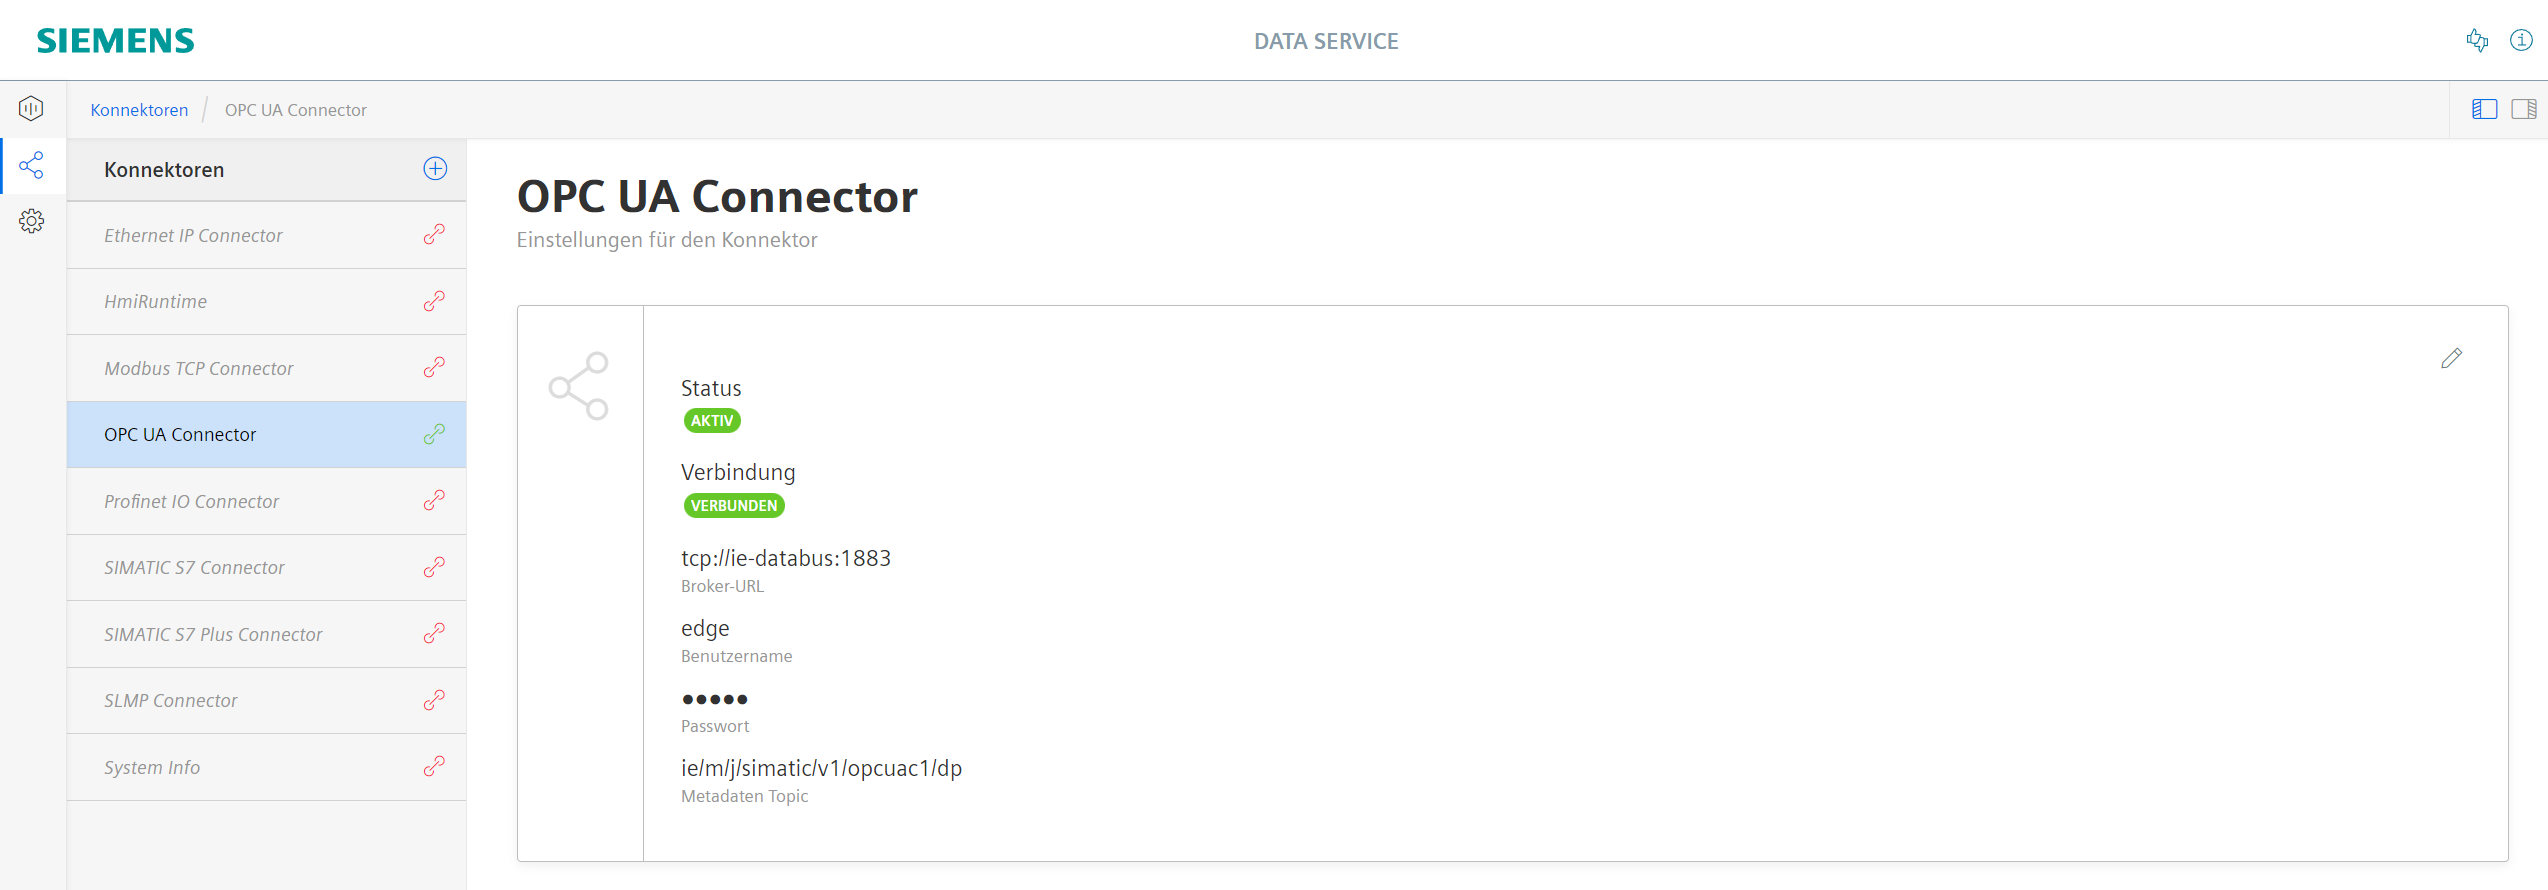 SIEMENS
DATA SERVICE
Konnektoren / OPC UA Connector
Konnektoren
Ethernet IP Connector
HmiRuntime
Modbus TCP Connector
OPC UA Connector
Profinet IO Connector
SIMATIC S7 Connector
SIMATIC S7 Plus Connector
SLMP Connector
System Info
OPC UA Connector
Einstellungen für den Konnektor
Status
AKTIV
Verbindung
VERBUNDEN
tcp://ie-databus:1883
Broker-URL
edge
Benutzername
•••••
Passwort
ie/m/j/simatic/v1/opcuac1/dp
Metadaten Topic